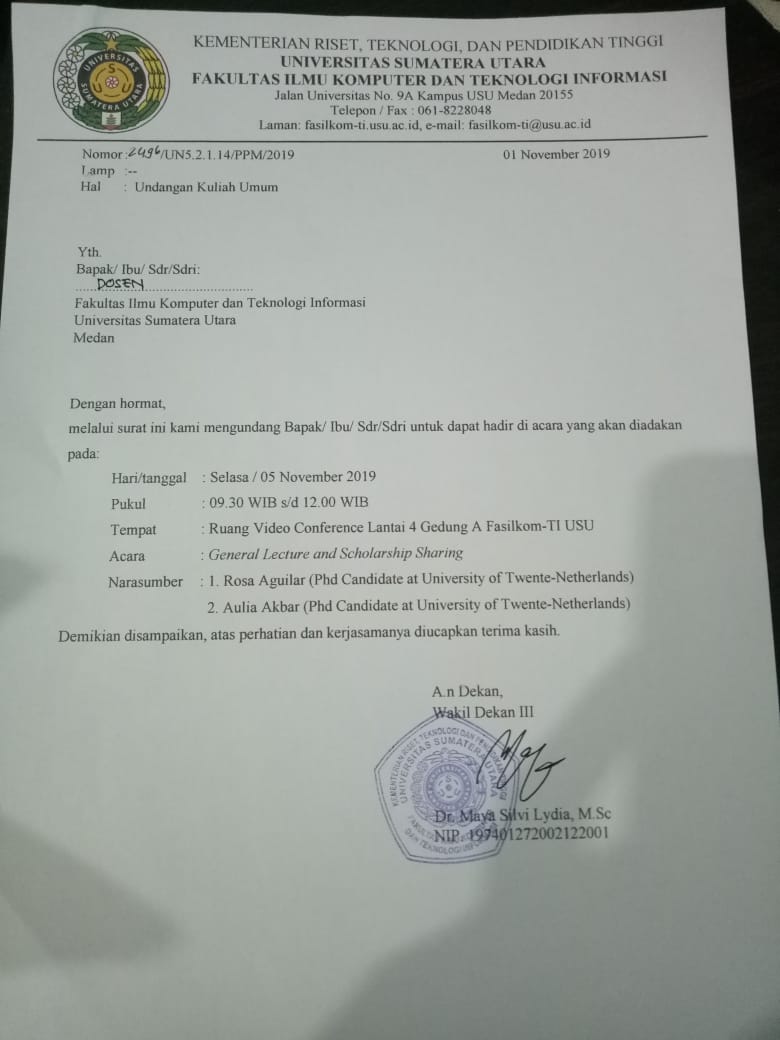 KEMENTERIAN RISET, TEKNOLOGI, DAN PENDIDIKAN TINGGI
UNIVERSITAS SUMATERA UTARA
FAKULTAS ILMU KOMPUTER DAN TEKNOLOGI INFORMASI
Jalan Universitas No. 9A Kampus USU Medan 20155
Telepon / Fax : 061-8228048
Laman: fasilkom-ti.usu.ac.id, e-mail: fasilkom-ti@usu.ac.id
UNIVERSITAS SUMATERA UTARA
Nomor :2496/UN5.2.1.14/PPM/2019 01 November 2019
Lamp :--
Hal : Undangan Kuliah Umum
Yth.
Bapak/ Ibu/ Sdr/Sdri:
DOSEN
Fakultas Ilmu Komputer dan Teknologi Informasi
Universitas Sumatera Utara
Medan
Dengan hormat,
melalui surat ini kami mengundang Bapak/ Ibu/ Sdr/Sdri untuk dapat hadir di acara yang akan diadakan
pada:
Hari/tanggal : Selasa / 05 November 2019
Pukul : 09.30 WIB s/d 12.00 WIB
Tempat : Ruang Video Conference Lantai 4 Gedung A Fasilkom-TI USU
Acara : General Lecture and Scholarship Sharing
Narasumber : 1. Rosa Aguilar (Phd Candidate at University of Twente-Netherlands)
2. Aulia Akbar (Phd Candidate at University of Twente-Netherlands)
Demikian disampaikan, atas perhatian dan kerjasamanya diucapkan terima kasih.
A.n Dekan,
Wakil Dekan III
KEMENTERIAN RISET, TEKNOLOGI DAN PENDIDIKAN TINGGI
UNIVERSITAS SUMATERA UTARA
FAKULTAS ILMU KOMPUTER
DAN TEKNOLOGI INFORMASI
Dr. Maya Silvi Lydia, M.Sc
NIP. 197401272002122001